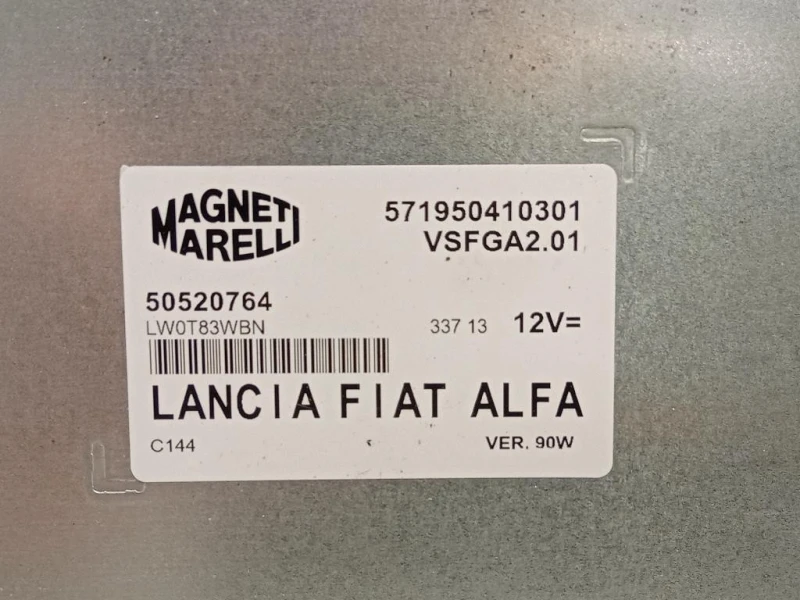 MAGNETI
MARELLI
571950410301
VSFGA2.01
50520764
LW0T83WBN
337 13 12V=
LANCIA FIAT ALFA
C144
VER. 90W